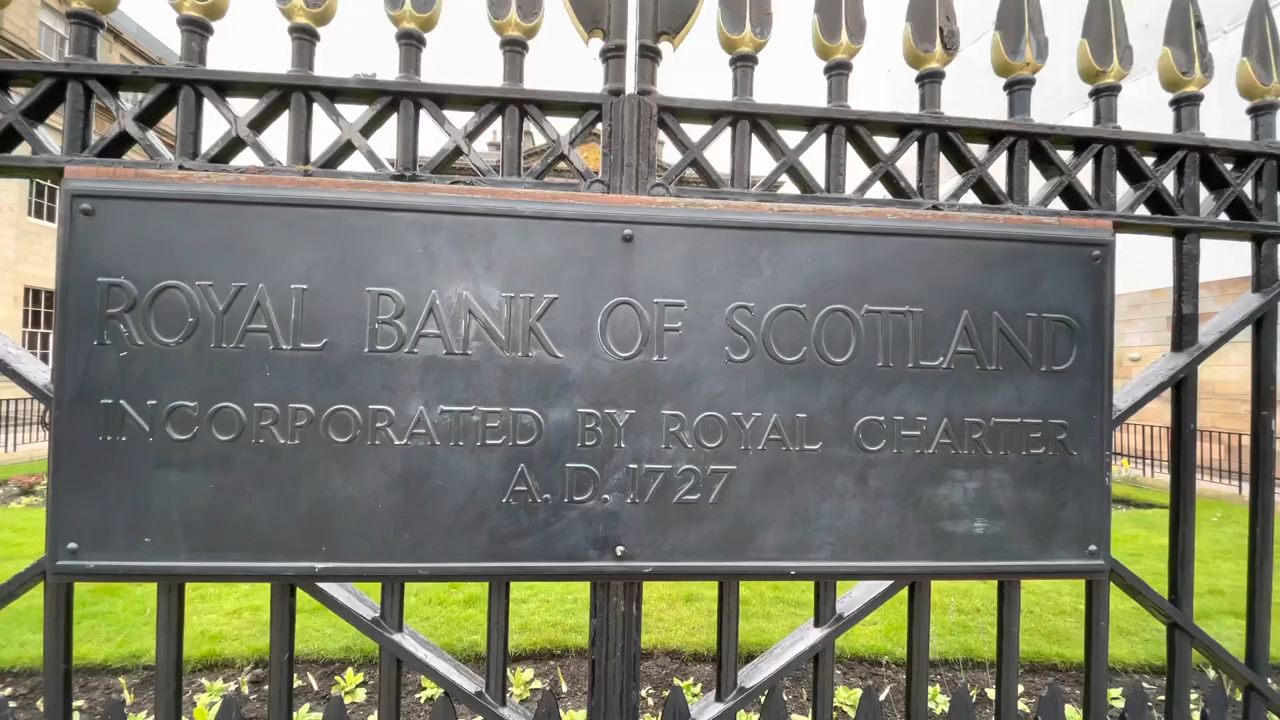 ROYAL BANK OF SCOTLAND
INCORPORATED BY ROYAL CHARTER
A.D. 1727